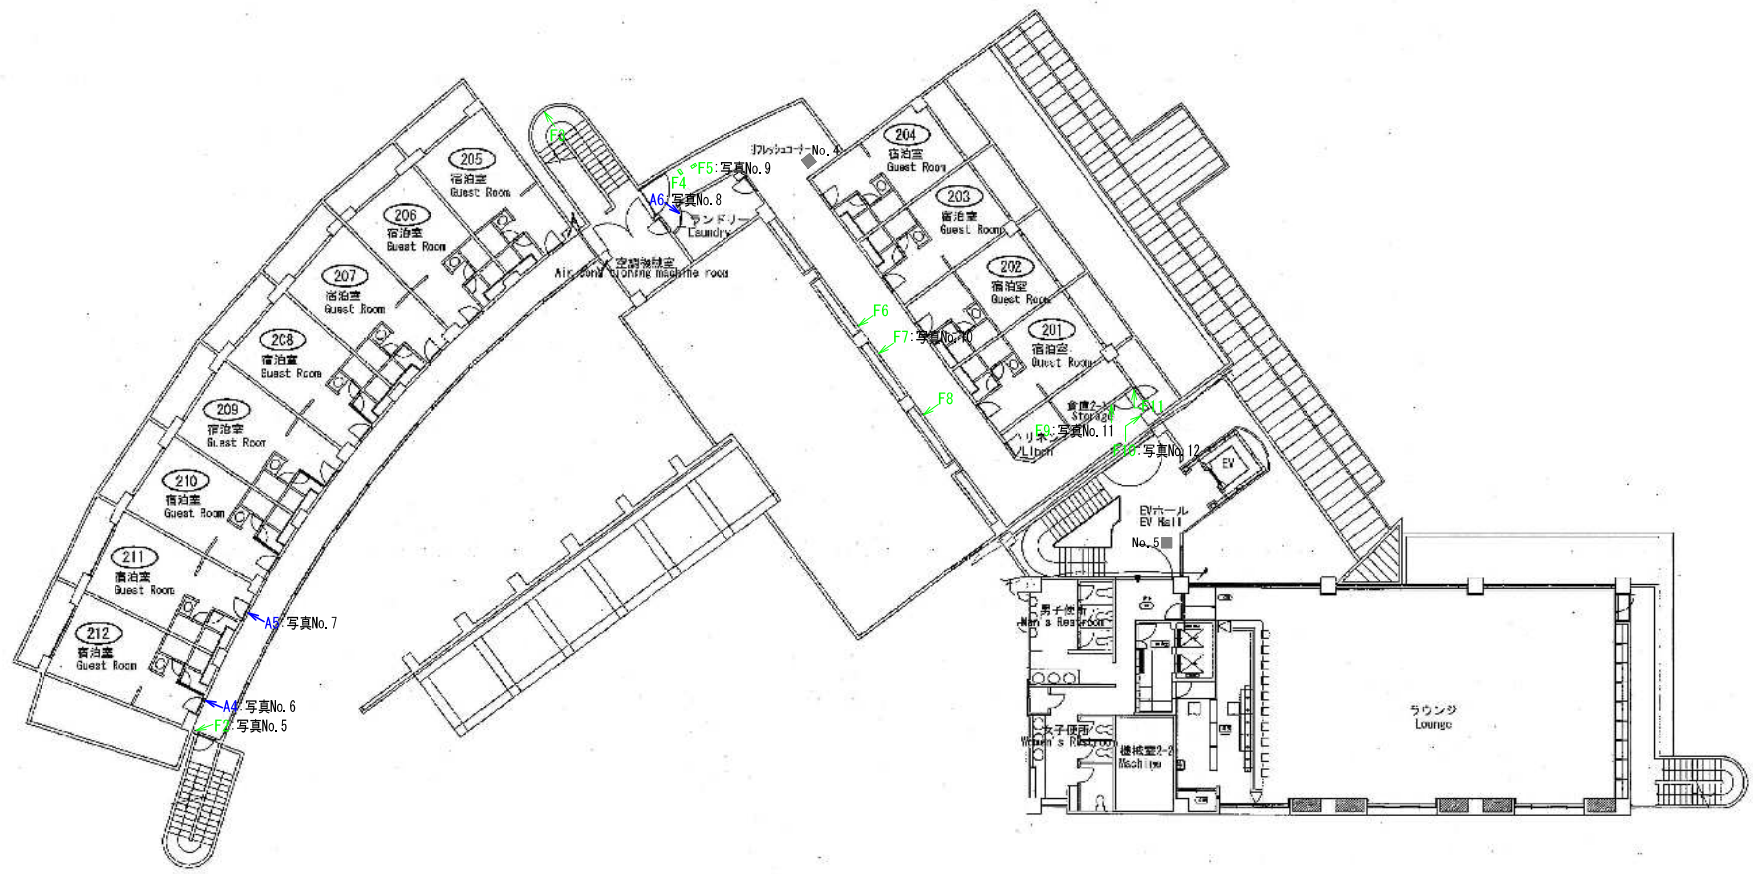 205
宿泊室
Guest Room
206
宿泊室
Guest Room
207
宿泊室
Guest Room
208
宿泊室
Guest Room
209
宿泊室
Guest Room
210
宿泊室
Guest Room
211
宿泊室
Guest Room
212
宿泊室
Guest Room
A5:写真No.7
A4:写真No.6
F2:写真No.5
F3
F4
F5:写真No.9
A6:写真No.8
ランドリー
Laundry
空調機械室
Air conditioning machine room
リフレッシュコーナー
No.4
204
宿泊室
Guest Room
203
宿泊室
Guest Room
202
宿泊室
Guest Room
201
宿泊室
Guest Room
F6
F7:写真No.10
F8
倉庫2-1
Storage
F11
F9:写真No.11
リネン
Linen
F10:写真No.12
EV
EVホール
EV Hall
No.5
男子便所
Man's Restroom
女子便所
Women's Restroom
機械室2-2
Machine
ラウンジ
Lounge